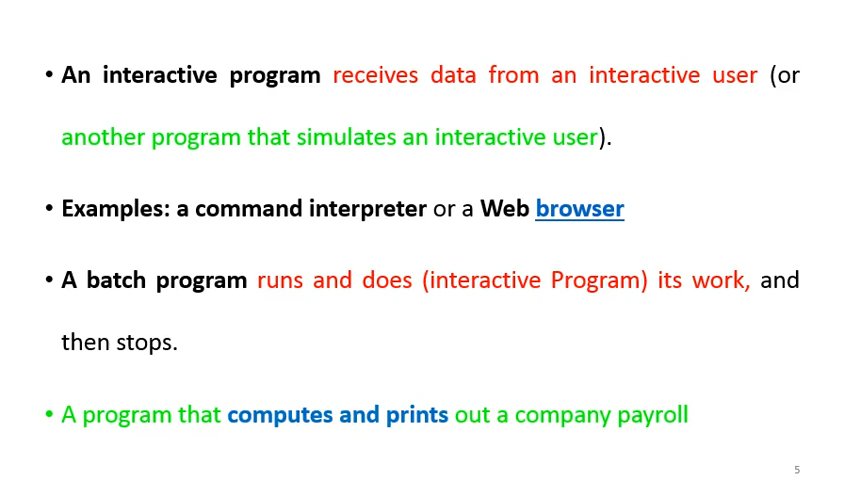 • An interactive program receives data from an interactive user (or
another program that simulates an interactive user).
• Examples: a command interpreter or a Web browser
• A batch program runs and does (interactive Program) its work, and
then stops.
• A program that computes and prints out a company payroll
5